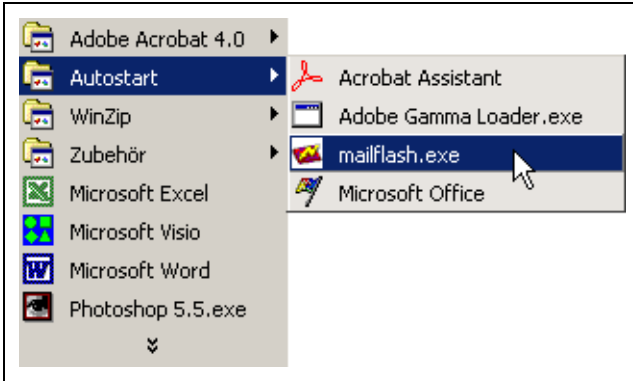 Adobe Acrobat 4.0
Autostart
WinZip
Zubehör
Microsoft Excel
Microsoft Visio
Microsoft Word
Photoshop 5.5.exe
Acrobat Assistant
Adobe Gamma Loader.exe
mailflash.exe
Microsoft Office